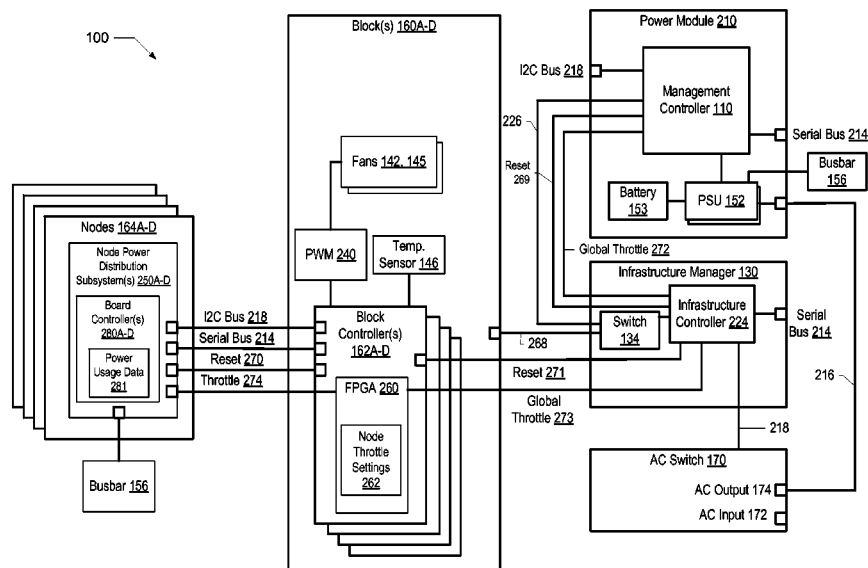 100
Block(s) 160A-D
Fans 142, 145
PWM 240
Temp.
Sensor 146
Block
Controller(s)
162A-D
FPGA 260
Node
Throttle
Settings
262
Nodes 164A-D
Node Power
Distribution
Subsystem(s) 250A-D
Board
Controller(s)
280A-D
Power
Usage Data
281
Busbar 156
I2C Bus 218
Serial Bus 214
Reset 270
Throttle 274
Power Module 210
I2C Bus 218
Management
Controller 110
226
Reset
269
Serial Bus 214
Busbar
156
Battery
153
PSU 152
Global Throttle 272
Infrastructure Manager 130
Switch
134
Infrastructure
Controller 224
Serial
Bus 214
268
Reset 271
Global
Throttle 273
216
218
AC Switch 170
AC Output 174
AC Input 172